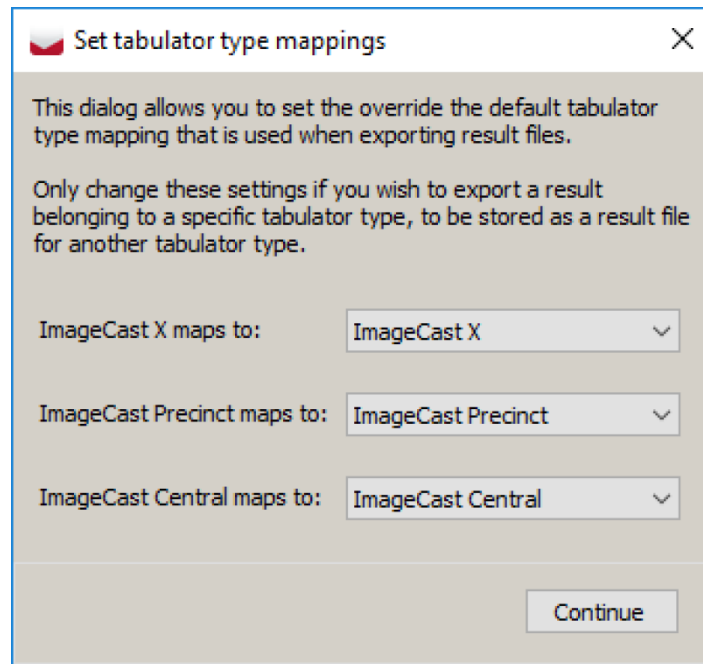 Set tabulator type mappings
This dialog allows you to set the override the default tabulator
type mapping that is used when exporting result files.
Only change these settings if you wish to export a result
belonging to a specific tabulator type, to be stored as a result file
for another tabulator type.
ImageCast X maps to: ImageCast X
ImageCast Precinct maps to: ImageCast Precinct
ImageCast Central maps to: ImageCast Central
Continue